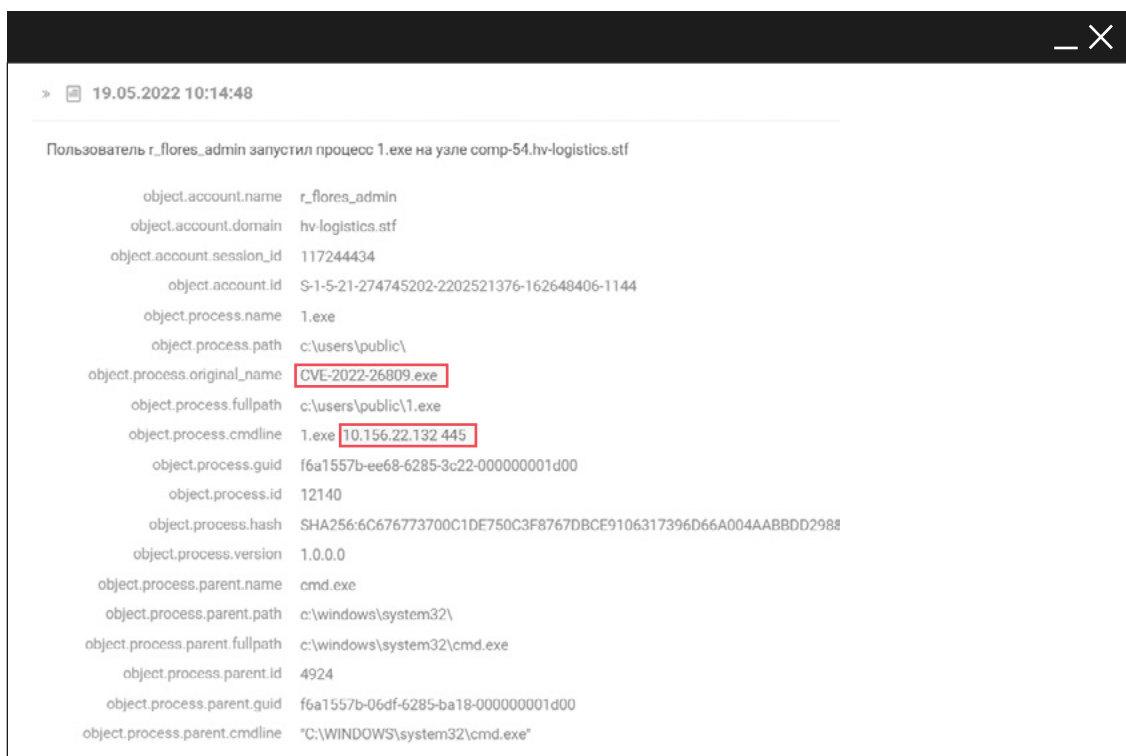 19.05.2022 10:14:48
Пользователь r_flores_admin запустил процесс 1.exe на узле comp-54.hv-logistics.stf
object.account.name r_flores_admin
object.account.domain hv-logistics.stf
object.account.session_id 117244434
object.account.id S-1-5-21-274745202-2202521376-162648406-1144
object.process.name 1.exe
object.process.path c:\users\public\
object.process.original_name CVE-2022-26809.exe
object.process.fullpath c:\users\public\1.exe
object.process.cmdline 1.exe 10.156.22.132 445
object.process.guid f6a1557b-ee68-6285-3c22-000000001d00
object.process.id 12140
object.process.hash SHA256:6C676773700C1DE750C3F8767DBCE9106317396D66A004AABBDD2988
object.process.version 1.0.0.0
object.process.parent.name cmd.exe
object.process.parent.path c:\windows\system32\
object.process.parent.fullpath c:\windows\system32\cmd.exe
object.process.parent.id 4924
object.process.parent.guid f6a1557b-06df-6285-ba18-000000001d00
object.process.parent.cmdline "C:\WINDOWS\system32\cmd.exe"